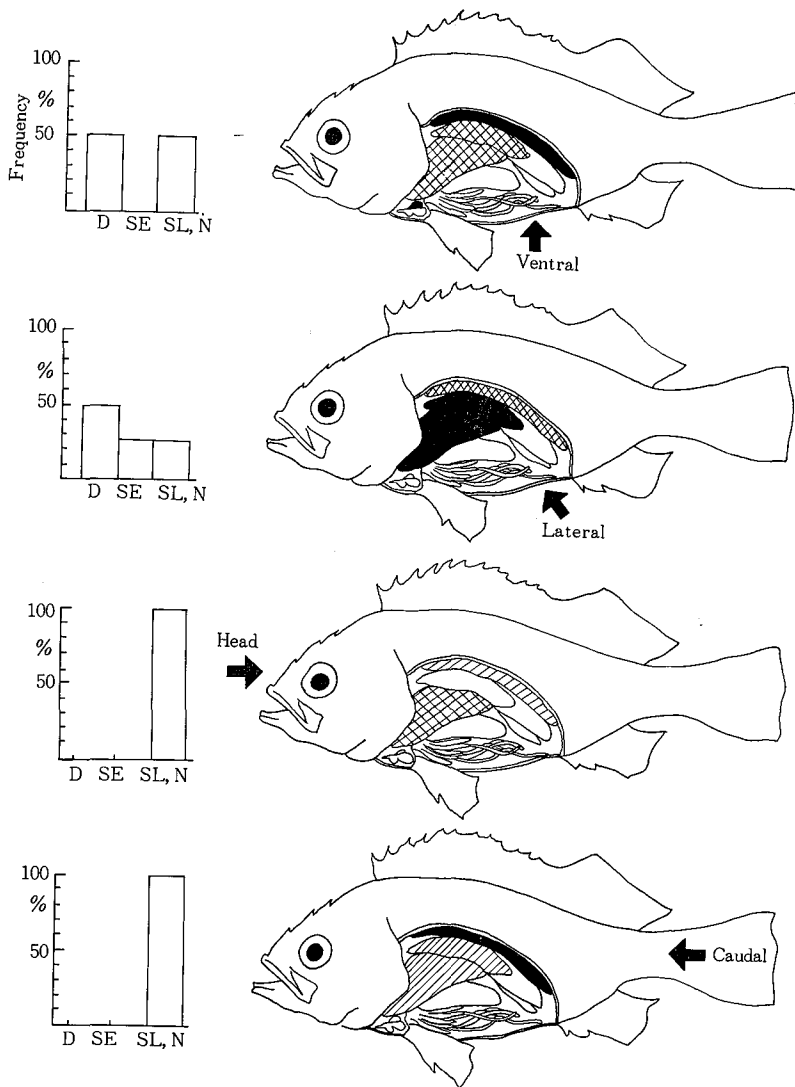 Frequency
100
%
50
D SE SL, N
Ventral
100
%
50
D SE SL, N
Lateral
100
%
50
D SE SL, N
Head
100
%
50
D SE SL, N
Caudal